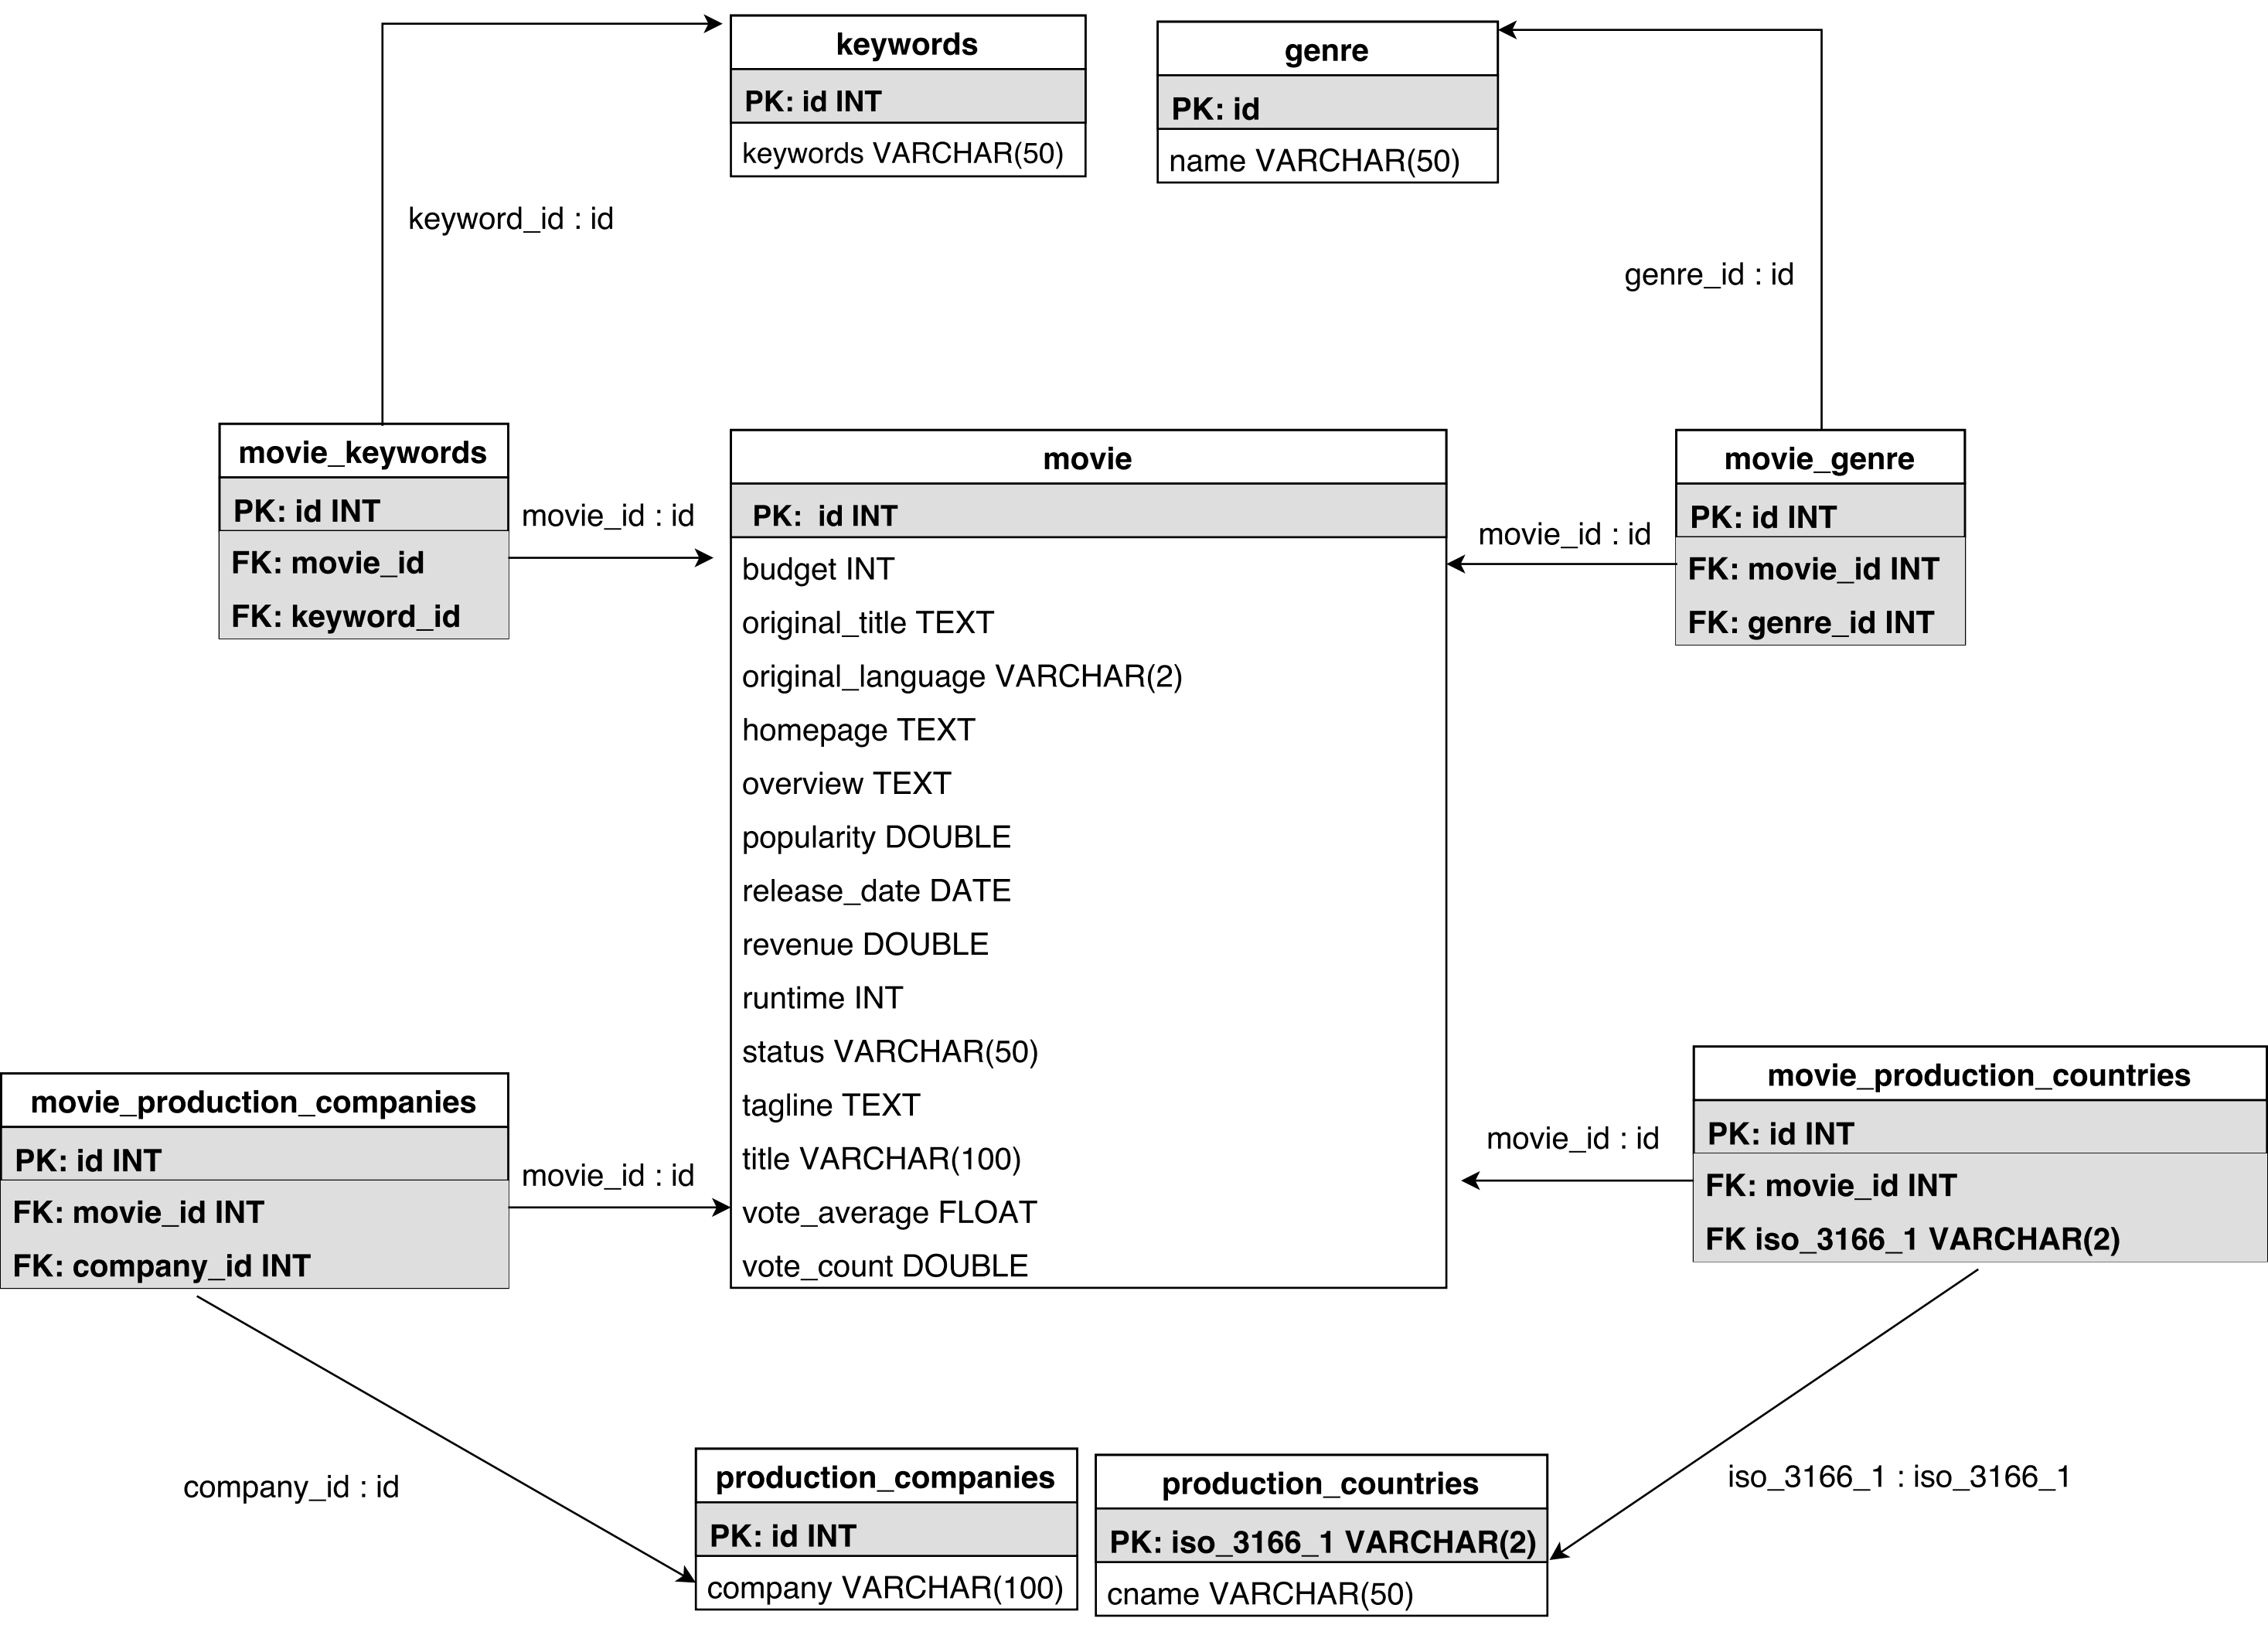 keywords
PK: id INT
keywords VARCHAR(50)
genre
PK: id
name VARCHAR(50)
keyword_id : id
genre_id : id
movie_keywords
PK: id INT
FK: movie_id
FK: keyword_id
movie_id : id
movie
PK:  id INT
budget INT
original_title TEXT
original_language VARCHAR(2)
homepage TEXT
overview TEXT
popularity DOUBLE
release_date DATE
revenue DOUBLE
runtime INT
status VARCHAR(50)
tagline TEXT
title VARCHAR(100)
vote_average FLOAT
vote_count DOUBLE
movie_id : id
movie_genre
PK: id INT
FK: movie_id INT
FK: genre_id INT
movie_production_companies
PK: id INT
FK: movie_id INT
FK: company_id INT
movie_id : id
movie_id : id
movie_production_countries
PK: id INT
FK: movie_id INT
FK iso_3166_1 VARCHAR(2)
company_id : id
production_companies
PK: id INT
company VARCHAR(100)
production_countries
PK: iso_3166_1 VARCHAR(2)
cname VARCHAR(50)
iso_3166_1 : iso_3166_1